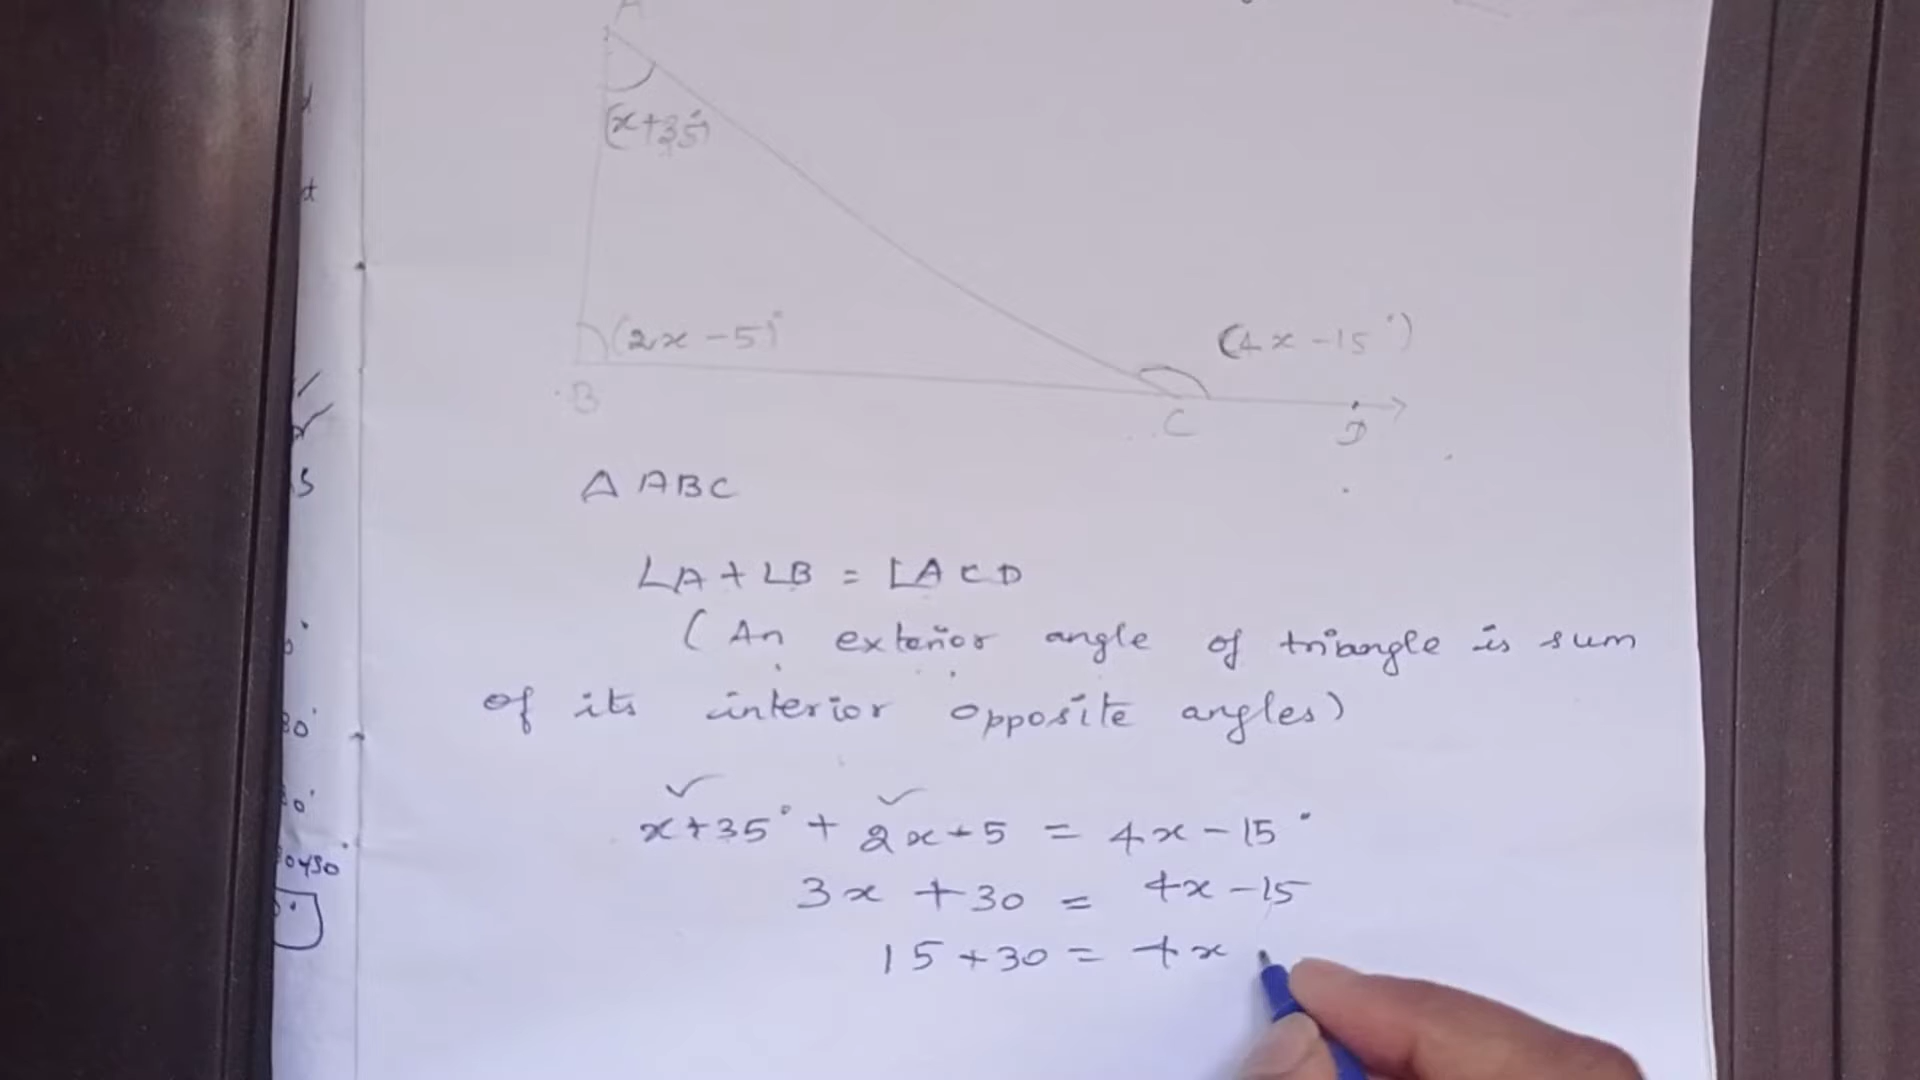 A
(x+35°)
(2x-5)°
(4x-15°)
B
C
D
△ ABC
∠A+∠B = ∠ACD
(An exterior angle of triangle is sum
of its interior opposite angles)
x+35° + 2x-5 = 4x-15°
3x +30 = 4x-15
15+30 = 4x